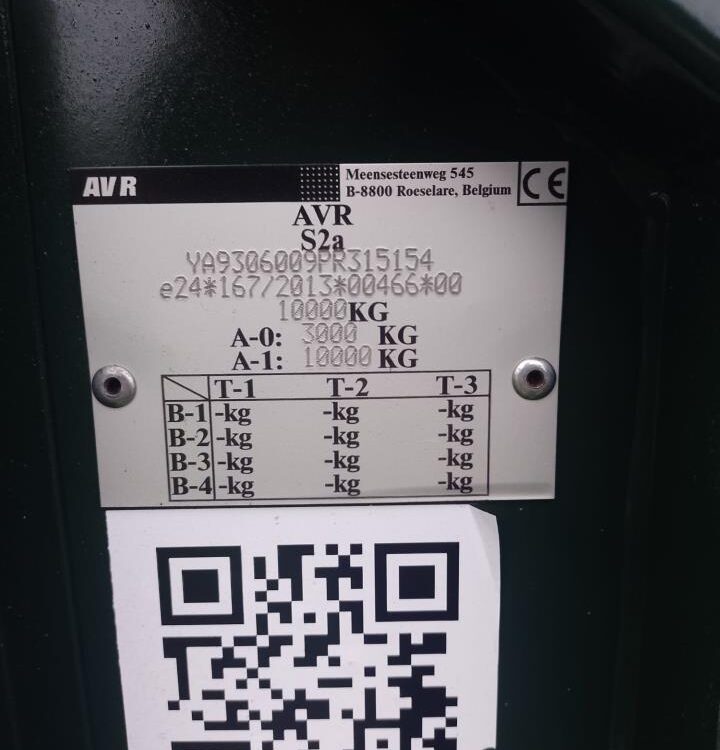 AVR
Meensesteenweg 545
B-8800 Roeselare, Belgium
CE
AVR
S2a
YA9306009PR315154
e24*167/2013*00466*00
10000KG
A-0: 3000 KG
A-1: 10000 KG
T-1 T-2 T-3
B-1 -kg -kg -kg
B-2 -kg -kg -kg
B-3 -kg -kg -kg
B-4 -kg -kg -kg